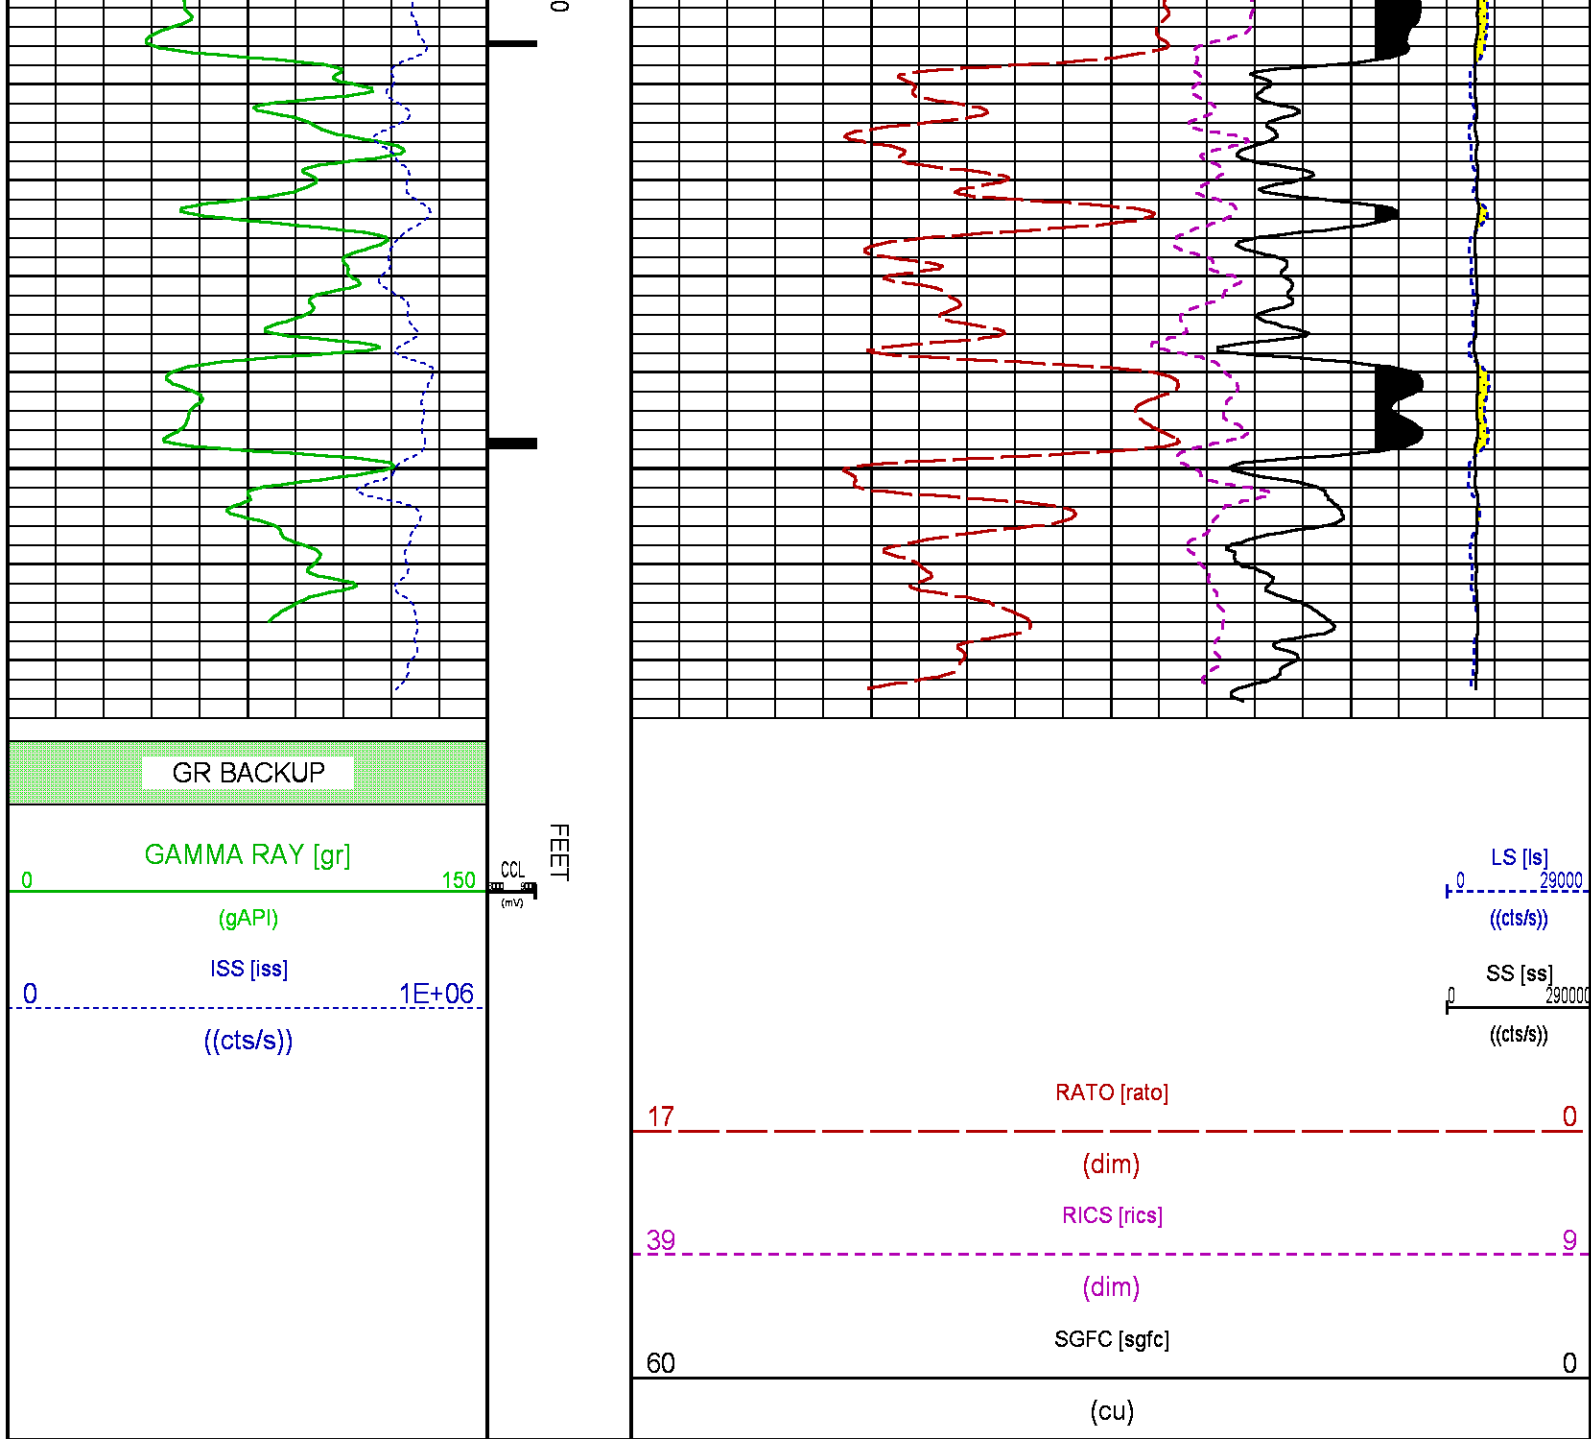 0
GR BACKUP
GAMMA RAY [gr]
0 150
(gAPI)
ISS [iss]
0 1E+06
((cts/s))
CCL
(mV)
FEET
LS [ls]
0 29000
((cts/s))
SS [ss]
0 290000
((cts/s))
RATO [rato]
17 0
(dim)
RICS [rics]
39 9
(dim)
SGFC [sgfc]
60 0
(cu)